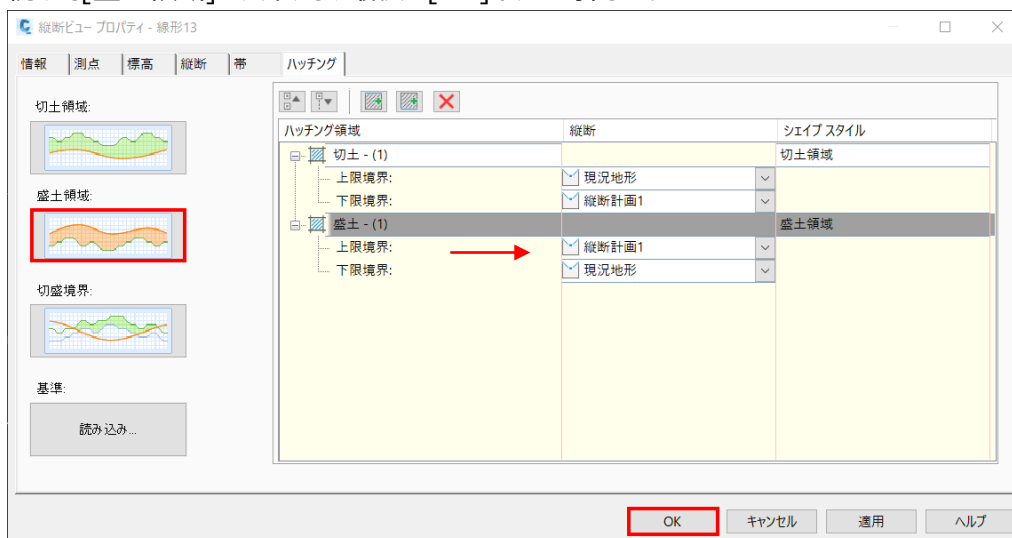 縦断ビュー プロパティ - 線形13
情報 測点 標高 縦断 帯 ハッチング
切土領域:
盛土領域:
切盛境界:
基準:
読み込み...
ハッチング領域 縦断 シェイプ スタイル
切土 - (1) 切土領域
上限境界: 現況地形
下限境界: 縦断計画1
盛土 - (1) 盛土領域
上限境界: 縦断計画1
下限境界: 現況地形
OK キャンセル 適用 ヘルプ